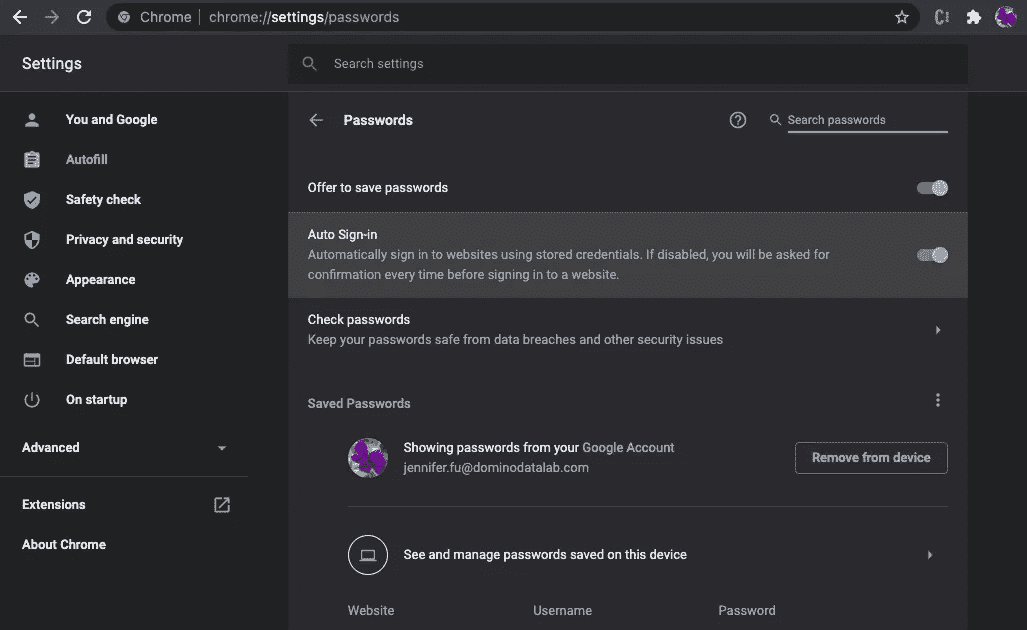 Chrome | chrome://settings/passwords
Settings
Search settings
You and Google
Autofill
Safety check
Privacy and security
Appearance
Search engine
Default browser
On startup
Advanced
Extensions
About Chrome
Passwords
Search passwords
Offer to save passwords
Auto Sign-in
Automatically sign in to websites using stored credentials. If disabled, you will be asked for
confirmation every time before signing in to a website.
Check passwords
Keep your passwords safe from data breaches and other security issues
Saved Passwords
Showing passwords from your Google Account
jennifer.fu@dominodatalab.com
Remove from device
See and manage passwords saved on this device
Website Username Password